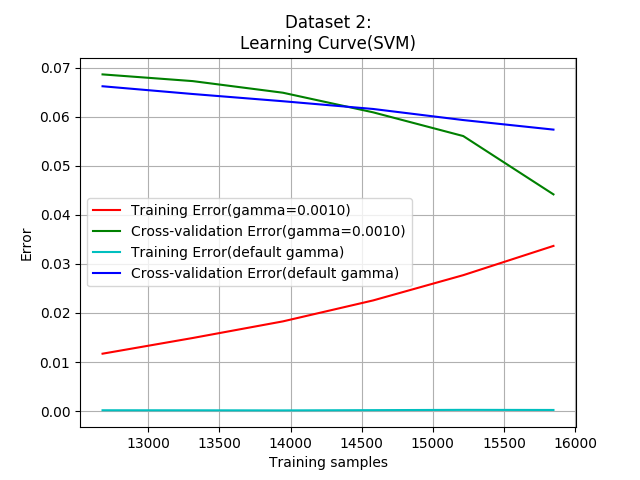 Dataset 2:
Learning Curve(SVM)
0.07
0.06
0.05
0.04
0.03
0.02
0.01
0.00
Error
Training Error(gamma=0.0010)
Cross-validation Error(gamma=0.0010)
Training Error(default gamma)
Cross-validation Error(default gamma)
13000 13500 14000 14500 15000 15500 16000
Training samples